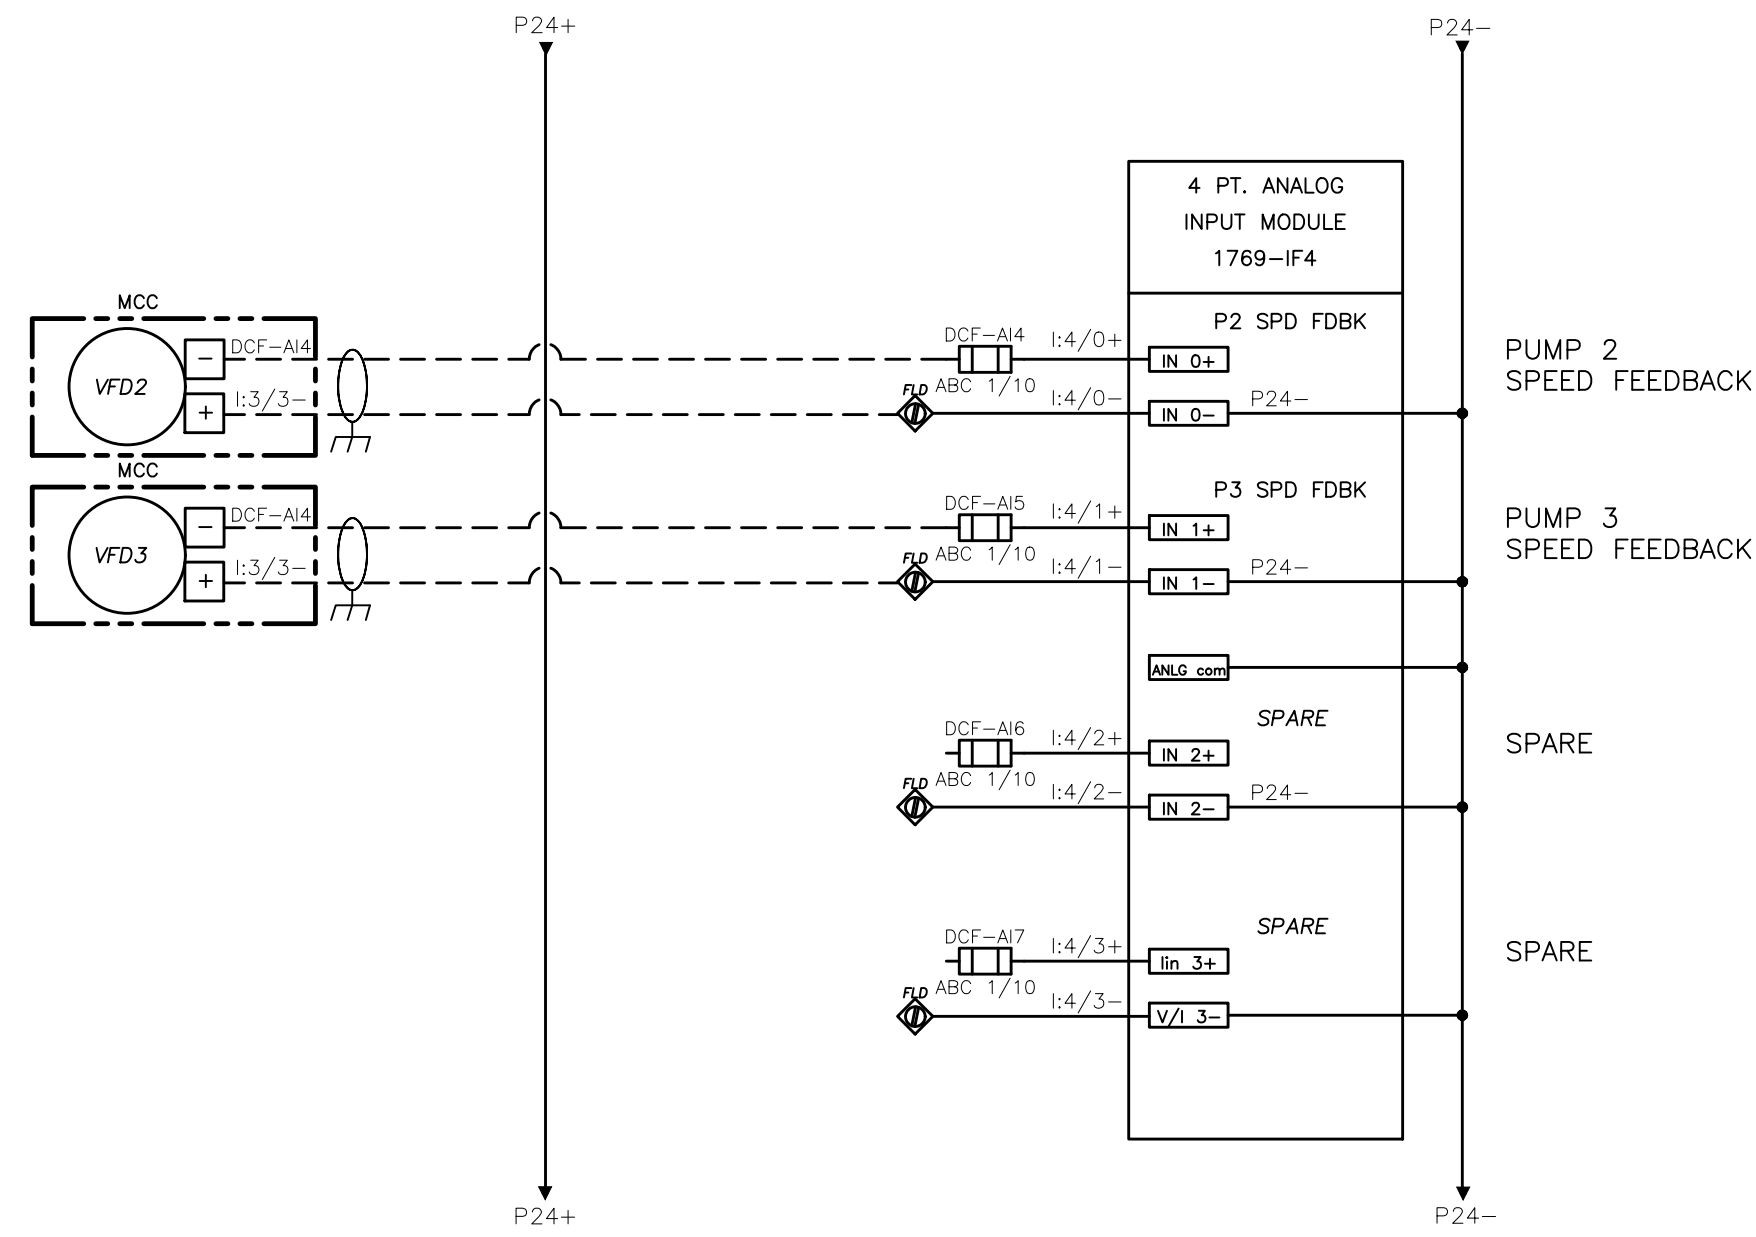 P24+
P24-
4 PT. ANALOG
INPUT MODULE
1769-IF4
MCC
VFD2
-
DCF-AI4
+
I:3/3-
DCF-AI4
ABC 1/10
I:4/0+
IN 0+
P2 SPD FDBK
PUMP 2
SPEED FEEDBACK
FLD
I:4/0-
IN 0-
P24-
MCC
VFD3
-
DCF-AI4
+
I:3/3-
DCF-AI5
ABC 1/10
I:4/1+
IN 1+
P3 SPD FDBK
PUMP 3
SPEED FEEDBACK
FLD
I:4/1-
IN 1-
P24-
ANLG com
SPARE
DCF-AI6
ABC 1/10
I:4/2+
IN 2+
SPARE
FLD
I:4/2-
IN 2-
P24-
SPARE
DCF-AI7
ABC 1/10
I:4/3+
Iin 3+
SPARE
FLD
I:4/3-
V/I 3-
P24+
P24-